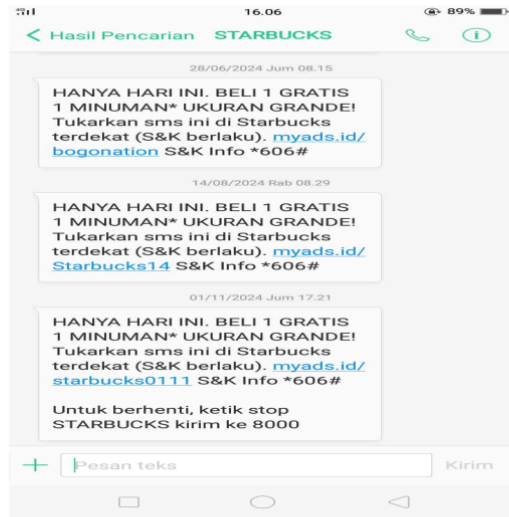 16.06
89%
Hasil Pencarian STARBUCKS
28/06/2024 Jum 08.15
HANYA HARI INI. BELI 1 GRATIS
1 MINUMAN* UKURAN GRANDE!
Tukarkan sms ini di Starbucks
terdekat (S&K berlaku). myads.id/
bogonation S&K Info *606#
14/08/2024 Rab 08.29
HANYA HARI INI. BELI 1 GRATIS
1 MINUMAN* UKURAN GRANDE!
Tukarkan sms ini di Starbucks
terdekat (S&K berlaku). myads.id/
Starbucks14 S&K Info *606#
01/11/2024 Jum 17.21
HANYA HARI INI. BELI 1 GRATIS
1 MINUMAN* UKURAN GRANDE!
Tukarkan sms ini di Starbucks
terdekat (S&K berlaku). myads.id/
starbucks0111 S&K Info *606#
Untuk berhenti, ketik stop
STARBUCKS kirim ke 8000
Pesan teks
Kirim